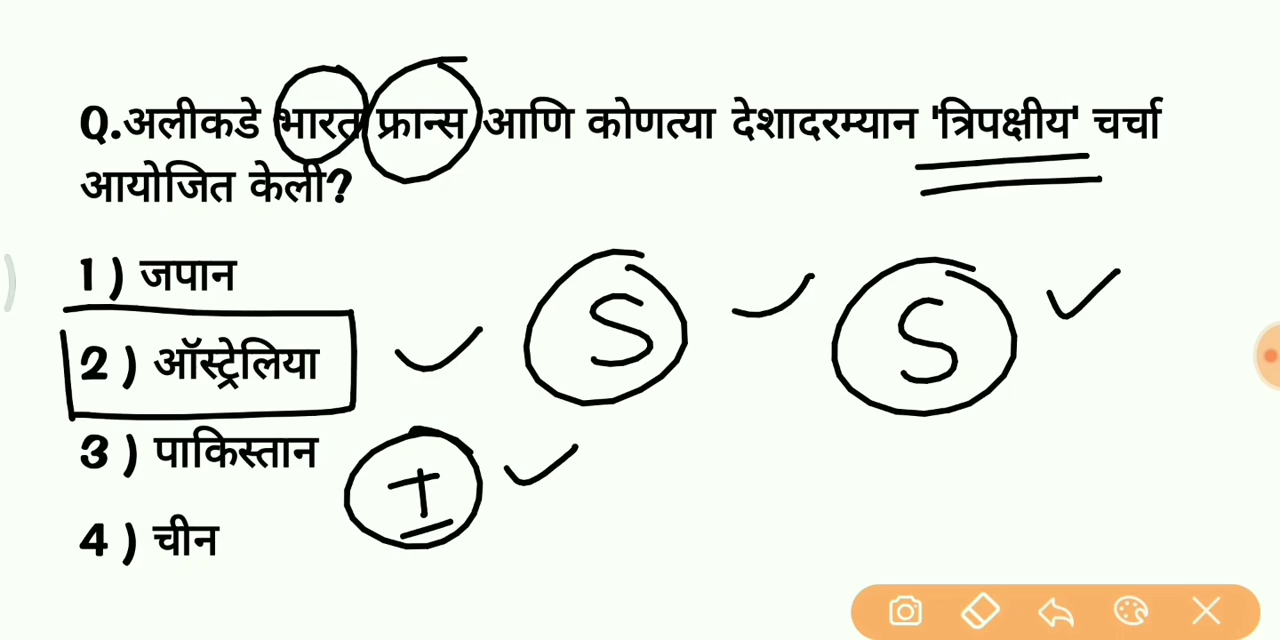 Q.अलीकडे भारत फ्रान्स आणि कोणत्या देशादरम्यान 'त्रिपक्षीय' चर्चा
आयोजित केली?
1 ) जपान
2 ) ऑस्ट्रेलिया
S S
3 ) पाकिस्तान
I
4 ) चीन